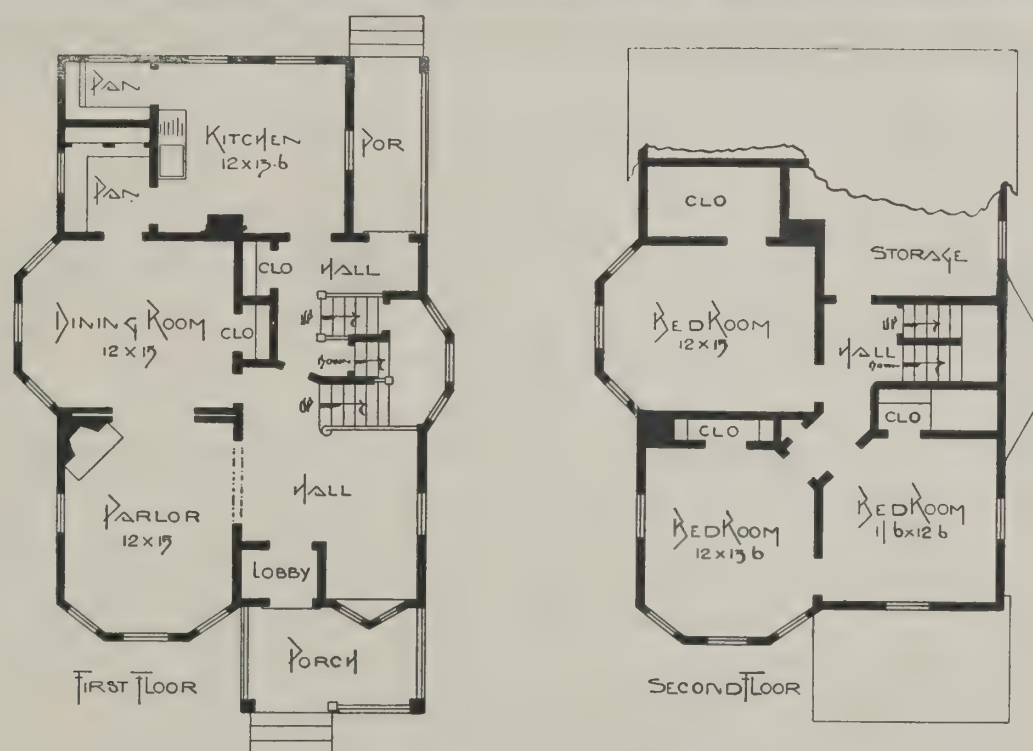 PAN
KITCHEN
12 x 13.6
POR
PAN
CLO
HALL
DINING ROOM
12 x 15
CLO
UP
DOWN
UP
HALL
PARLOR
12 x 15
LOBBY
PORCH
FIRST FLOOR
CLO
STORAGE
BEDROOM
12 x 15
UP
HALL
DOWN
CLO
CLO
BEDROOM
12 x 13 6
BEDROOM
11 6 x 12 6
SECOND FLOOR